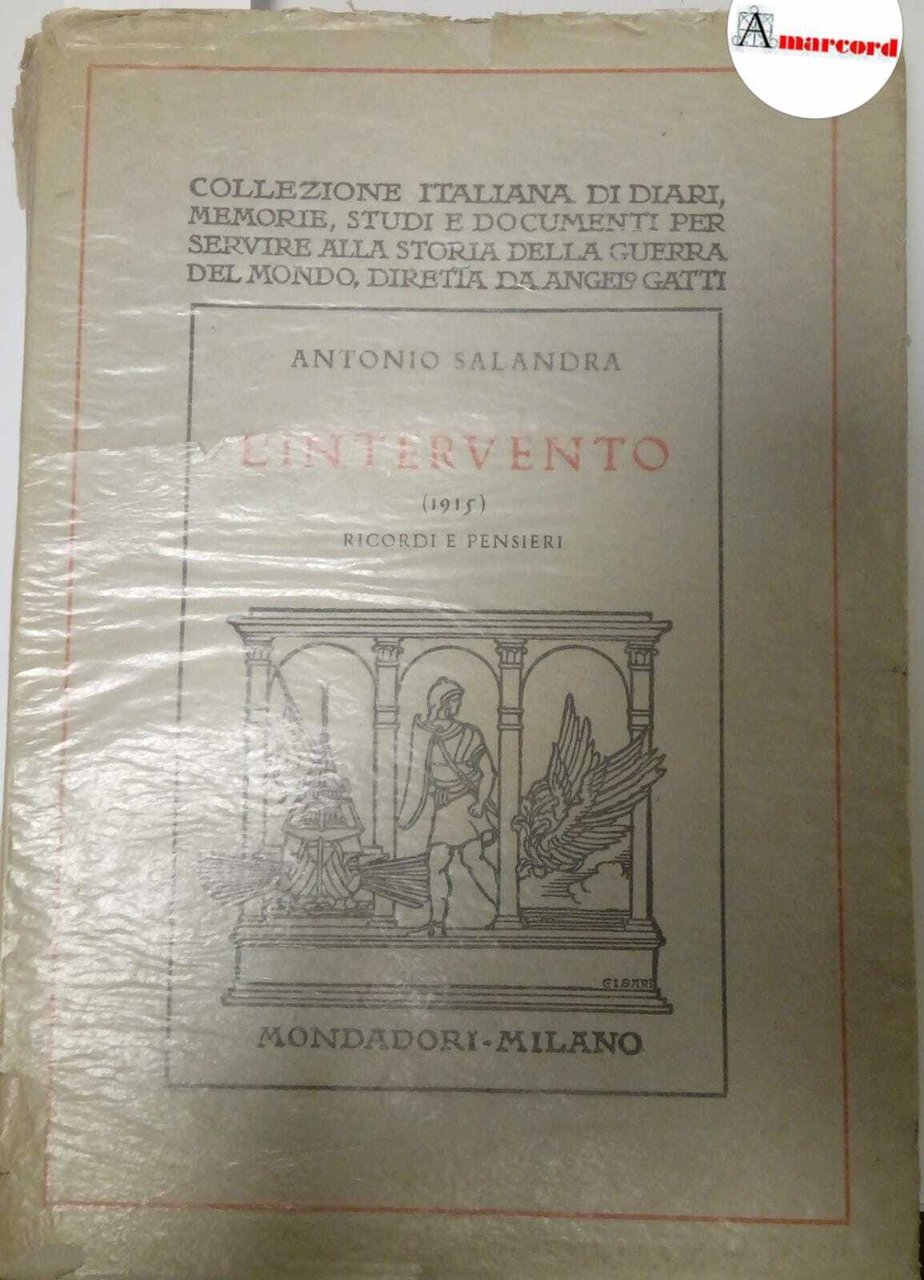 Amarcord
COLLEZIONE ITALIANA DI DIARI,
MEMORIE, STUDI E DOCUMENTI PER
SERVIRE ALLA STORIA DELLA GUERRA
DEL MONDO, DIRETTA DA ANGELO GATTI
ANTONIO SALANDRA
L'INTERVENTO
(1915)
RICORDI E PENSIERI
CISARI
MONDADORI-MILANO